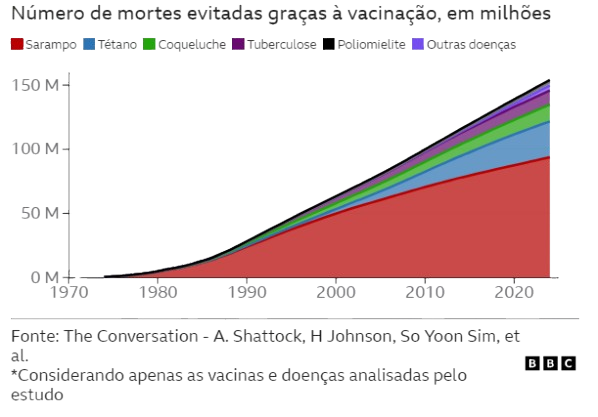 Número de mortes evitadas graças à vacinação, em milhões
Sarampo Tétano Coqueluche Tuberculose Poliomielite Outras doenças
150 M
100 M
50 M
0 M
1970 1980 1990 2000 2010 2020
Fonte: The Conversation - A. Shattock, H Johnson, So Yoon Sim, et
al.
*Considerando apenas as vacinas e doenças analisadas pelo
estudo
BBC